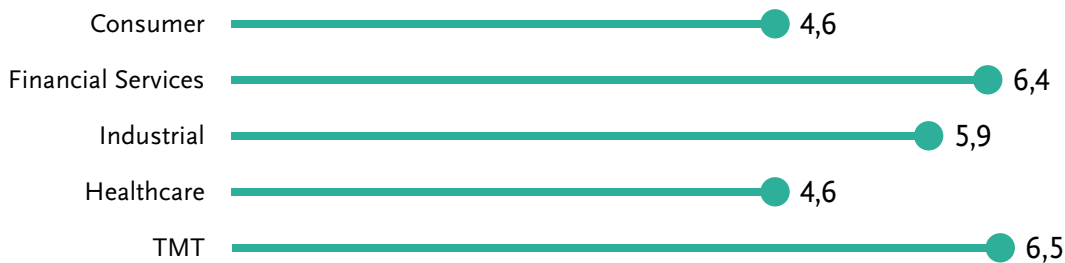 Consumer 4,6
Financial Services 6,4
Industrial 5,9
Healthcare 4,6
TMT 6,5